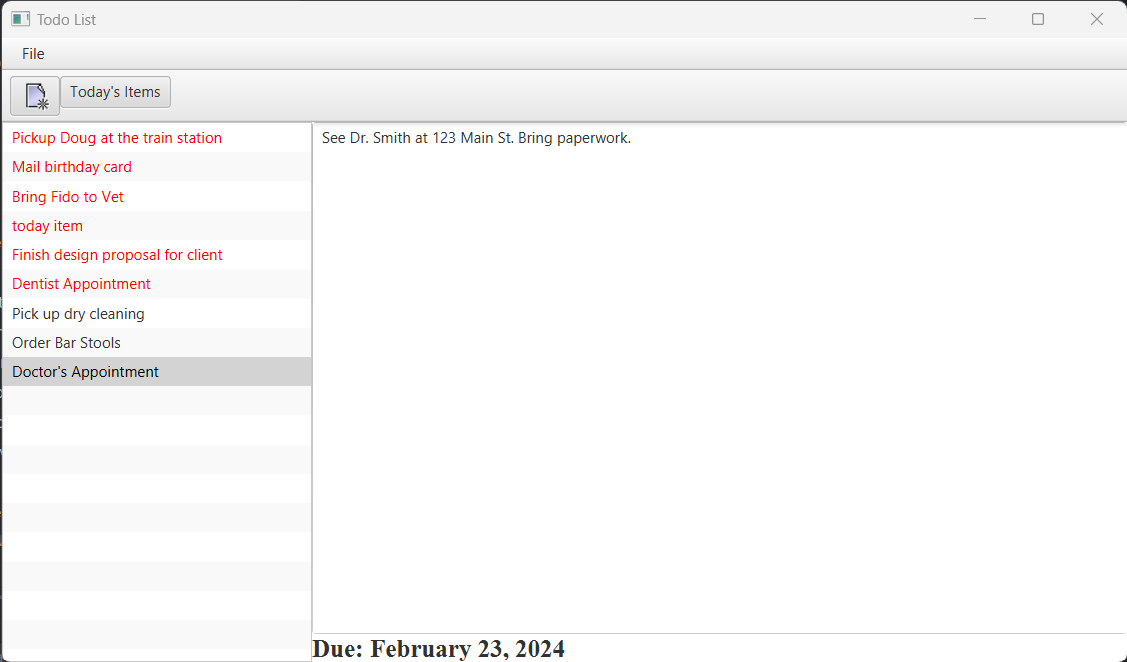 Todo List
File
Today's Items
Pickup Doug at the train station
Mail birthday card
Bring Fido to Vet
today item
Finish design proposal for client
Dentist Appointment
Pick up dry cleaning
Order Bar Stools
Doctor's Appointment
See Dr. Smith at 123 Main St. Bring paperwork.
Due: February 23, 2024